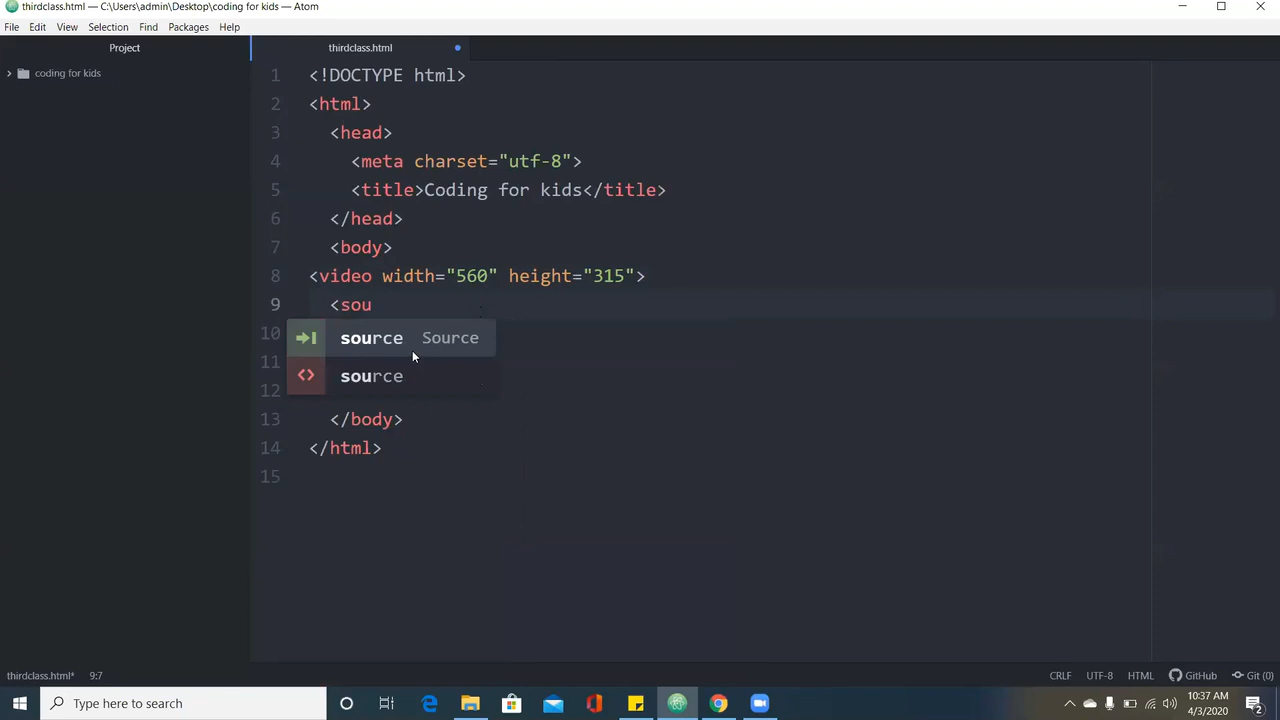 thirdclass.html — C:\Users\admin\Desktop\coding for kids — Atom
File Edit View Selection Find Packages Help
Project
thirdclass.html
coding for kids
1 <!DOCTYPE html>
2 <html>
3 <head>
4 <meta charset="utf-8">
5 <title>Coding for kids</title>
6 </head>
7 <body>
8 <video width="560" height="315">
9 <sou
10
source Source
11
source
12
13 </body>
14 </html>
15
thirdclass.html* 9:7
CRLF UTF-8 HTML GitHub Git (0)
Type here to search
10:37 AM
4/3/2020
2